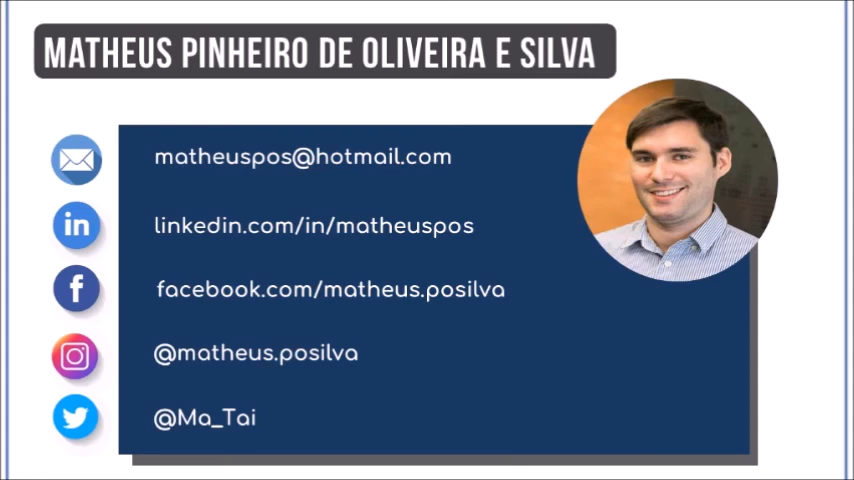 MATHEUS PINHEIRO DE OLIVEIRA E SILVA
matheuspos@hotmail.com
in
linkedin.com/in/matheuspos
f
facebook.com/matheus.posilva
@matheus.posilva
@Ma_Tai